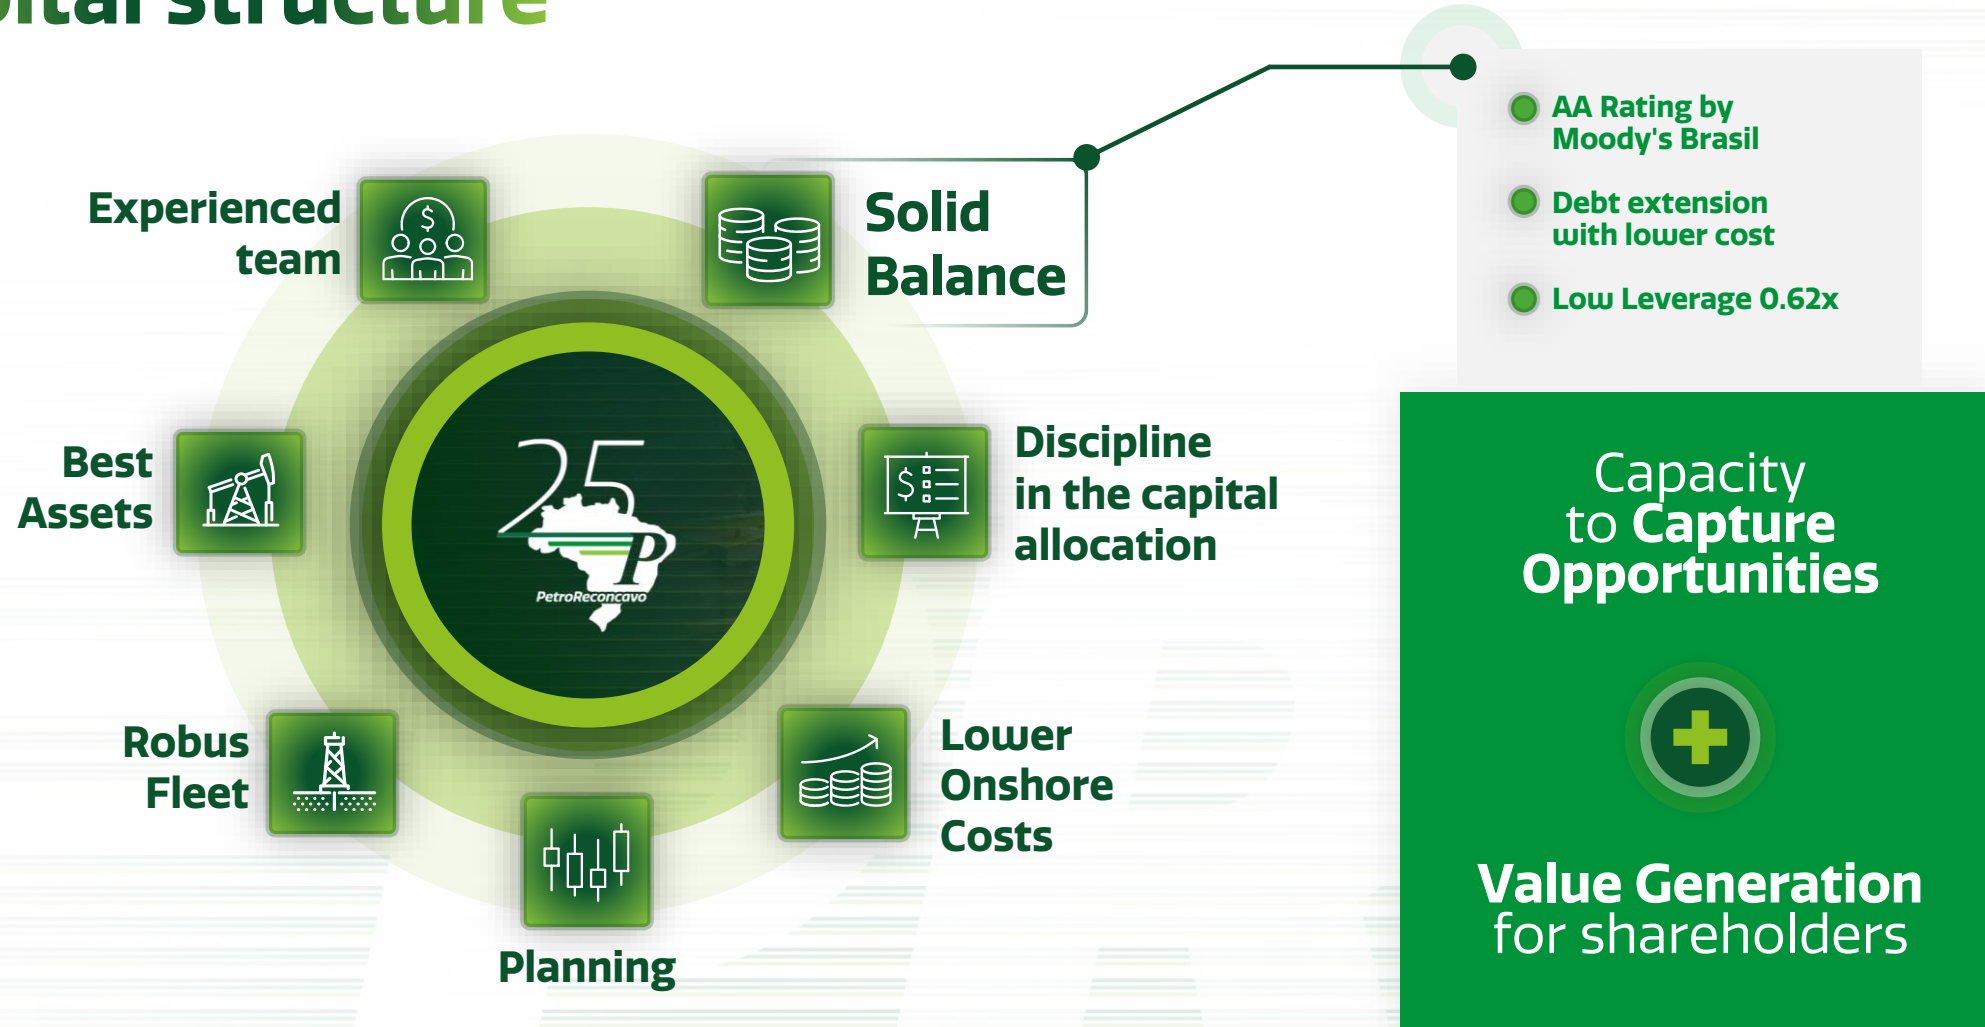 structure
Experienced
team
Solid
Balance
AA Rating by
Moody's Brasil
Debt extension
with lower cost
Low Leverage 0.62x
Best
Assets
25
P
PetroReconcavo
Discipline
in the capital
allocation
Robus
Fleet
Planning
Lower
Onshore
Costs
Capacity
to Capture
Opportunities
Value Generation
for shareholders